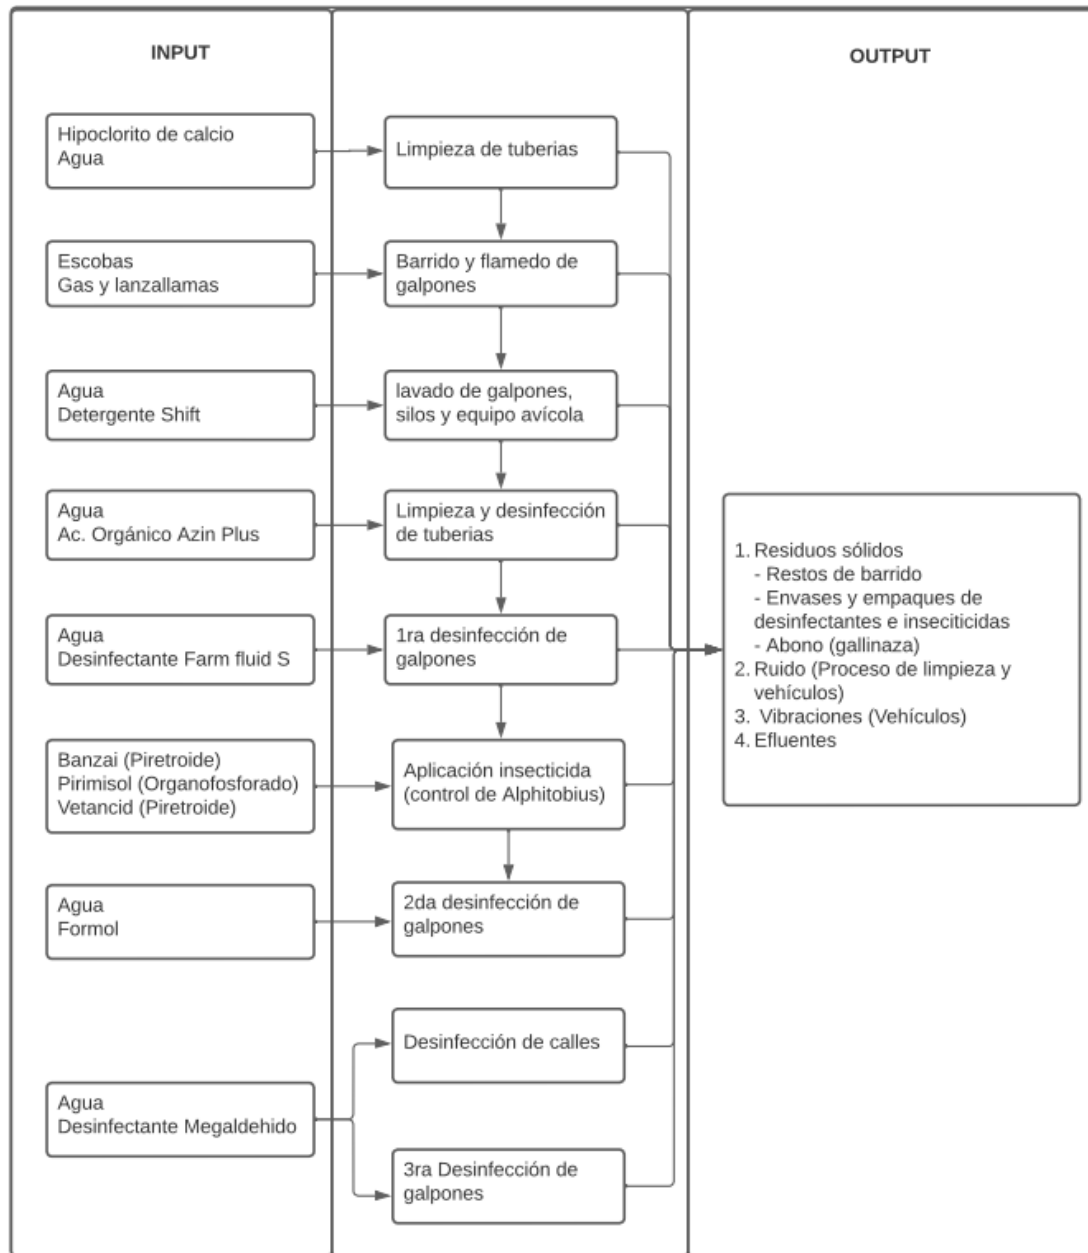 INPUT
OUTPUT
Hipoclorito de calcio
Agua
Limpieza de tuberias
Escobas
Gas y lanzallamas
Barrido y flamedo de
galpones
Agua
Detergente Shift
lavado de galpones,
silos y equipo avícola
Agua
Ac. Orgánico Azin Plus
Limpieza y desinfección
de tuberias
Agua
Desinfectante Farm fluid S
1ra desinfección de
galpones
Banzai (Piretroide)
Pirimisol (Organofosforado)
Vetancid (Piretroide)
Aplicación insecticida
(control de Alphitobius)
Agua
Formol
2da desinfección de
galpones
Desinfección de calles
Agua
Desinfectante Megaldehido
3ra Desinfección de
galpones
1. Residuos sólidos
- Restos de barrido
- Envases y empaques de
desinfectantes e inseciticidas
- Abono (gallinaza)
2. Ruido (Proceso de limpieza y
vehículos)
3. Vibraciones (Vehículos)
4. Efluentes